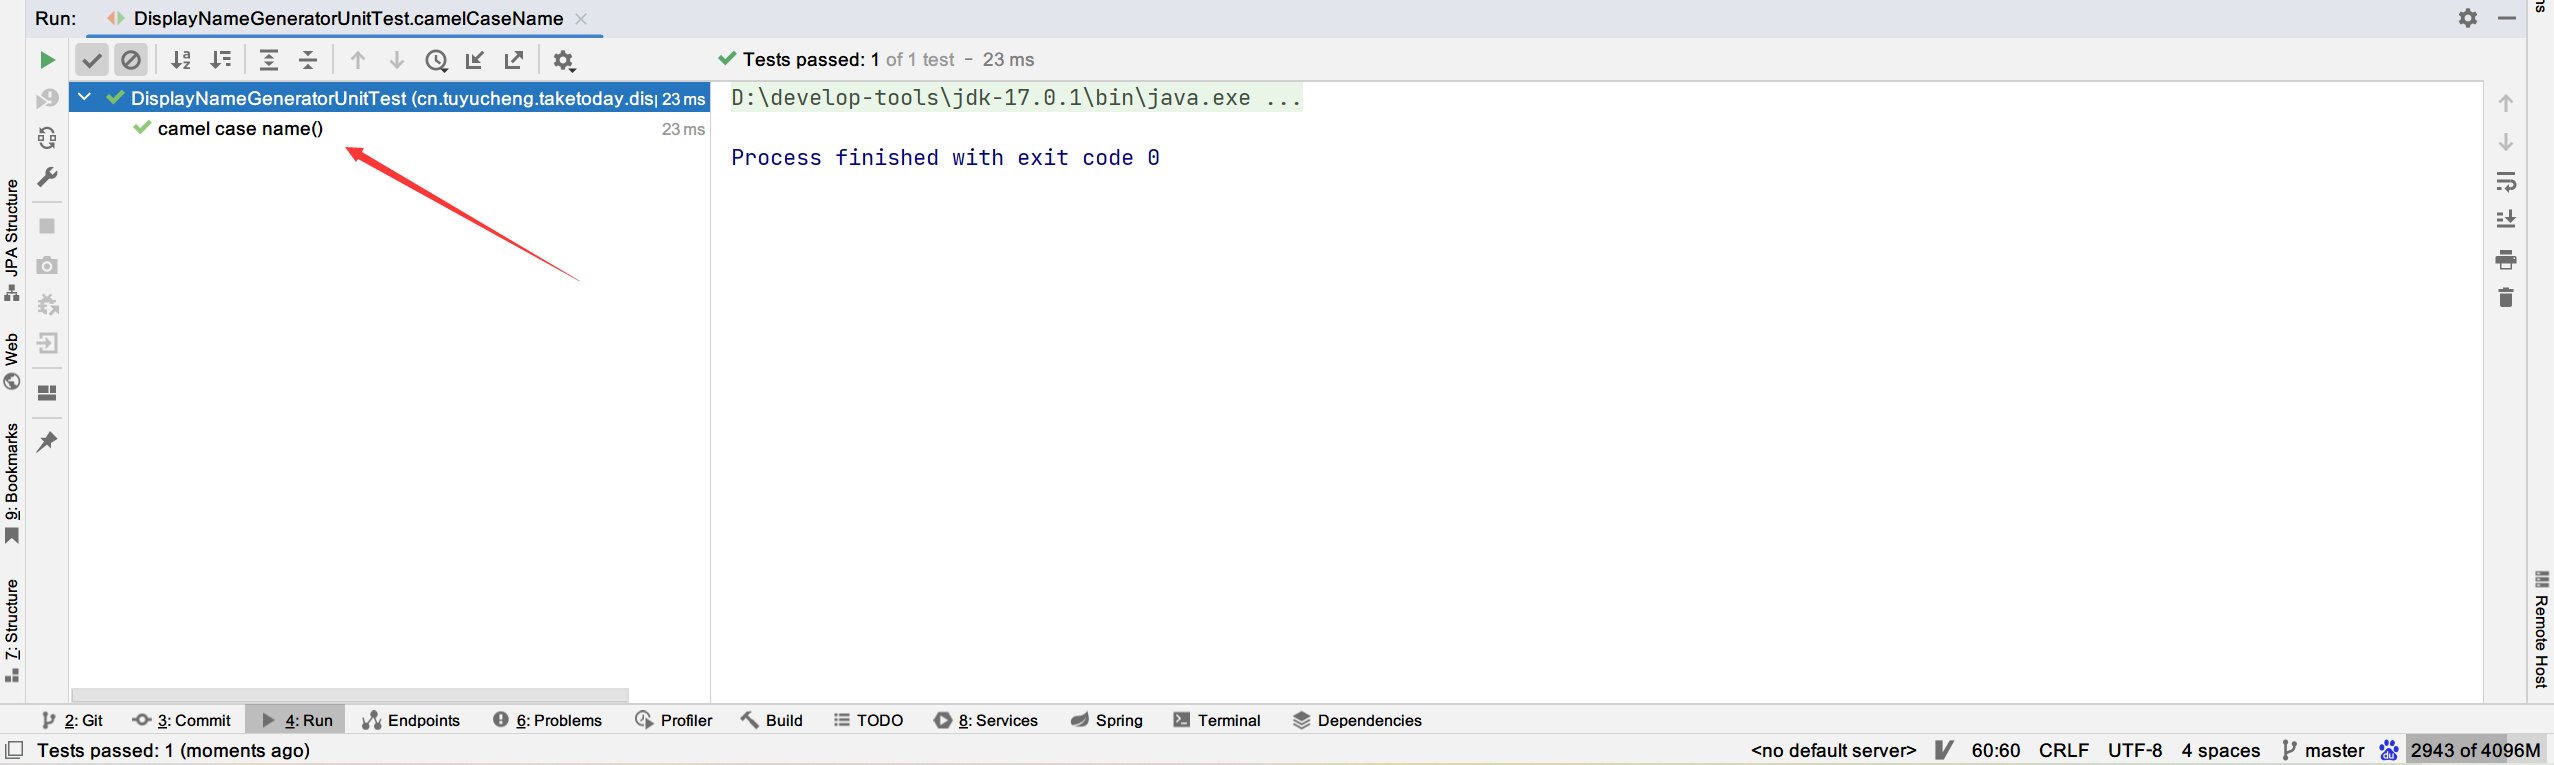 Run: DisplayNameGeneratorUnitTest.camelCaseName
Tests passed: 1 of 1 test – 23 ms
DisplayNameGeneratorUnitTest (cn.tuyucheng.taketoday.dis 23 ms
camel case name() 23 ms
D:\develop-tools\jdk-17.0.1\bin\java.exe ...
Process finished with exit code 0
JPA Structure
Web
9: Bookmarks
7: Structure
Remote Host
2: Git 3: Commit 4: Run Endpoints 6: Problems Profiler Build TODO 8: Services Spring Terminal Dependencies
Tests passed: 1 (moments ago) <no default server> 60:60 CRLF UTF-8 4 spaces master 2943 of 4096M